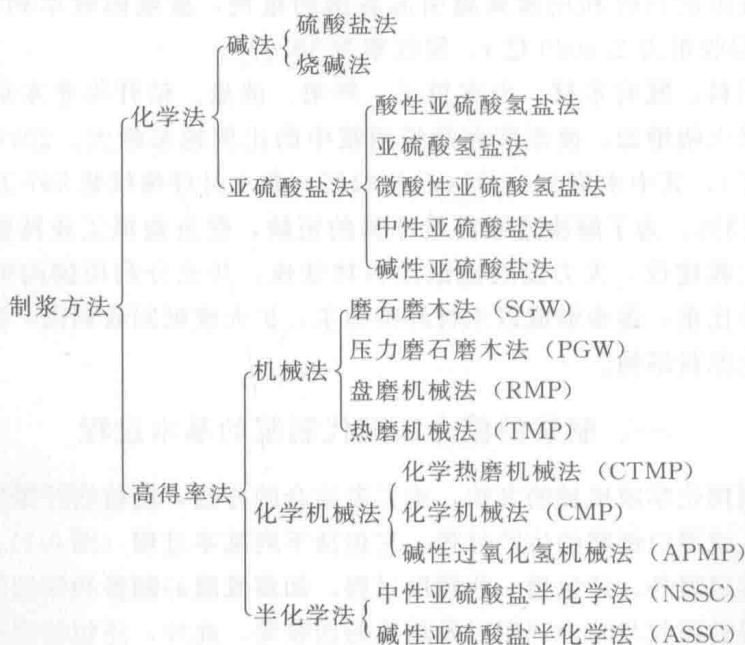 硫酸盐法
碱法
烧碱法
化学法
酸性亚硫酸氢盐法
亚硫酸氢盐法
亚硫酸盐法
微酸性亚硫酸氢盐法
中性亚硫酸盐法
碱性亚硫酸盐法
制浆方法
磨石磨木法（SGW）
机械法
压力磨石磨木法（PGW）
盘磨机械法（RMP）
热磨机械法（TMP）
高得率法
化学热磨机械法（CTMP）
化学机械法
化学机械法（CMP）
碱性过氧化氢机械法（APMP）
半化学法
中性亚硫酸盐半化学法（NSSC）
碱性亚硫酸盐半化学法（ASSC）